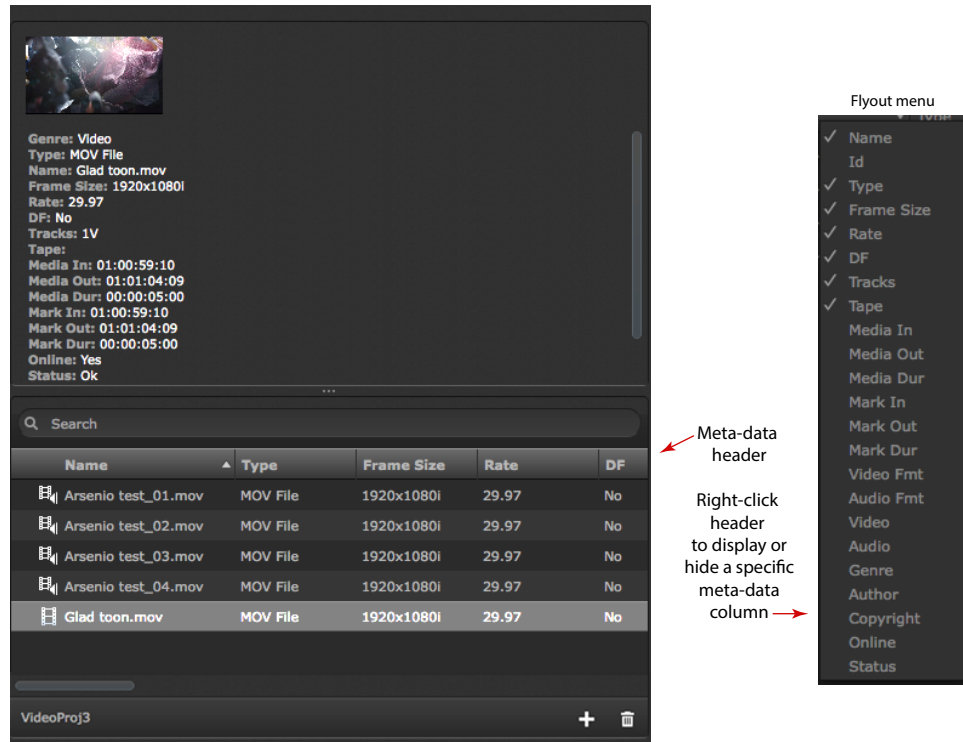 Genre: Video
Type: MOV File
Name: Glad toon.mov
Frame Size: 1920x1080i
Rate: 29.97
DF: No
Tracks: 1V
Tape:
Media In: 01:00:59:10
Media Out: 01:01:04:09
Media Dur: 00:00:05:00
Mark In: 01:00:59:10
Mark Out: 01:01:04:09
Mark Dur: 00:00:05:00
Online: Yes
Status: Ok
Search
Name Type Frame Size Rate DF
Arsenio test_01.mov MOV File 1920x1080i 29.97 No
Arsenio test_02.mov MOV File 1920x1080i 29.97 No
Arsenio test_03.mov MOV File 1920x1080i 29.97 No
Arsenio test_04.mov MOV File 1920x1080i 29.97 No
Glad toon.mov MOV File 1920x1080i 29.97 No
VideoProj3
Meta-data
header
Right-click
header
to display or
hide a specific
meta-data
column
Flyout menu
Type
Name
Id
Type
Frame Size
Rate
DF
Tracks
Tape
Media In
Media Out
Media Dur
Mark In
Mark Out
Mark Dur
Video Fmt
Audio Fmt
Video
Audio
Genre
Author
Copyright
Online
Status